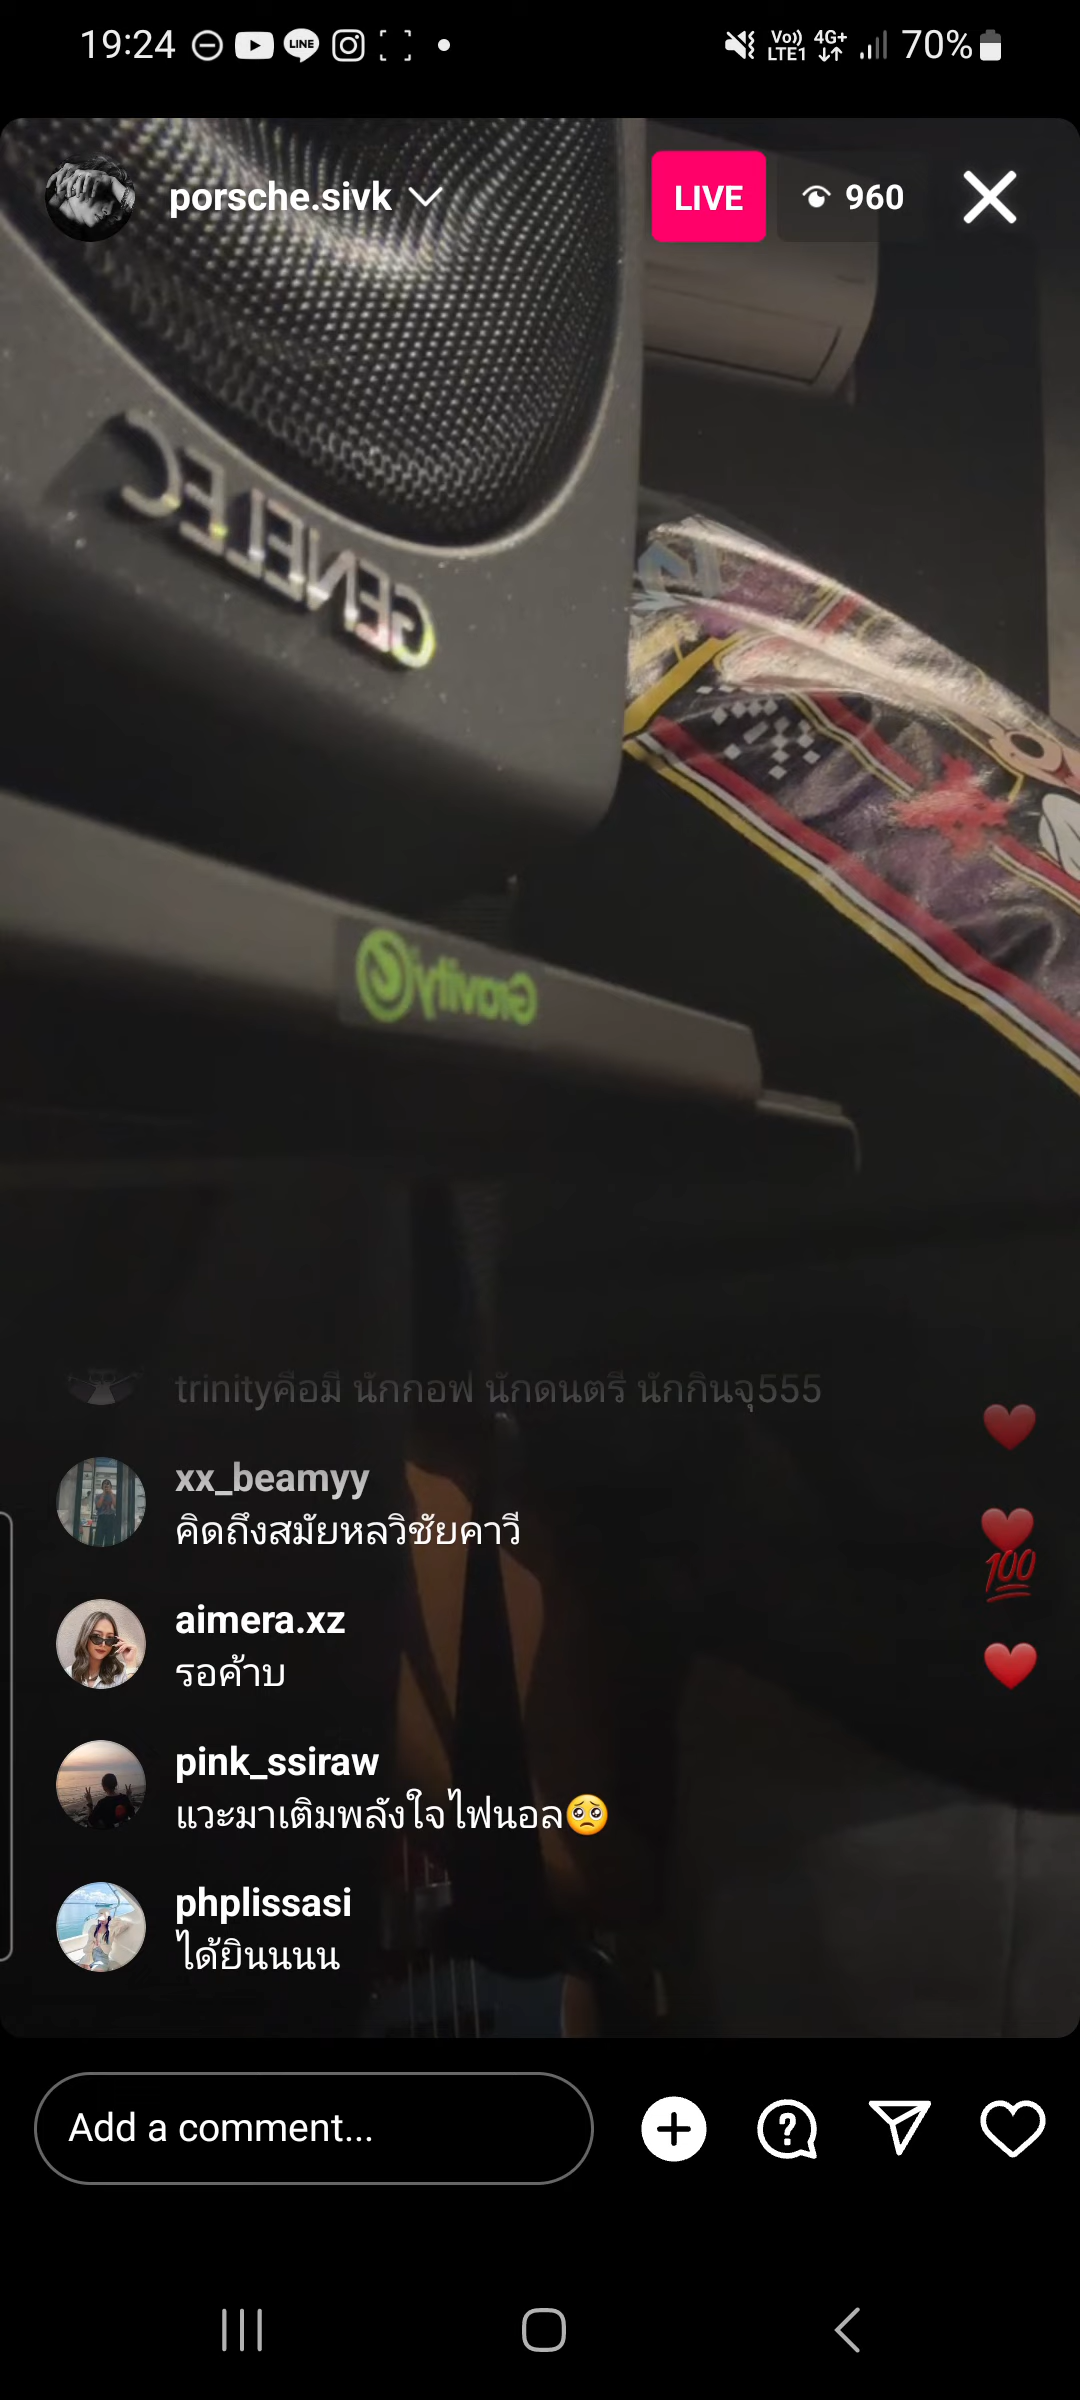 19:24
LINE
Vo)) LTE1 4G+ 70%
porsche.sivk
LIVE
960
GENELEC
Gravity
trinityคือมี นักกอฟ นักดนตรี นักกินจุ555
xx_beamyy
คิดถึงสมัยหลวิชัยคาวี
aimera.xz
รอค้าบ
💯
pink_ssiraw
แวะมาเติมพลังใจไฟนอล🥺
phplissasi
ได้ยินนนน
Add a comment...